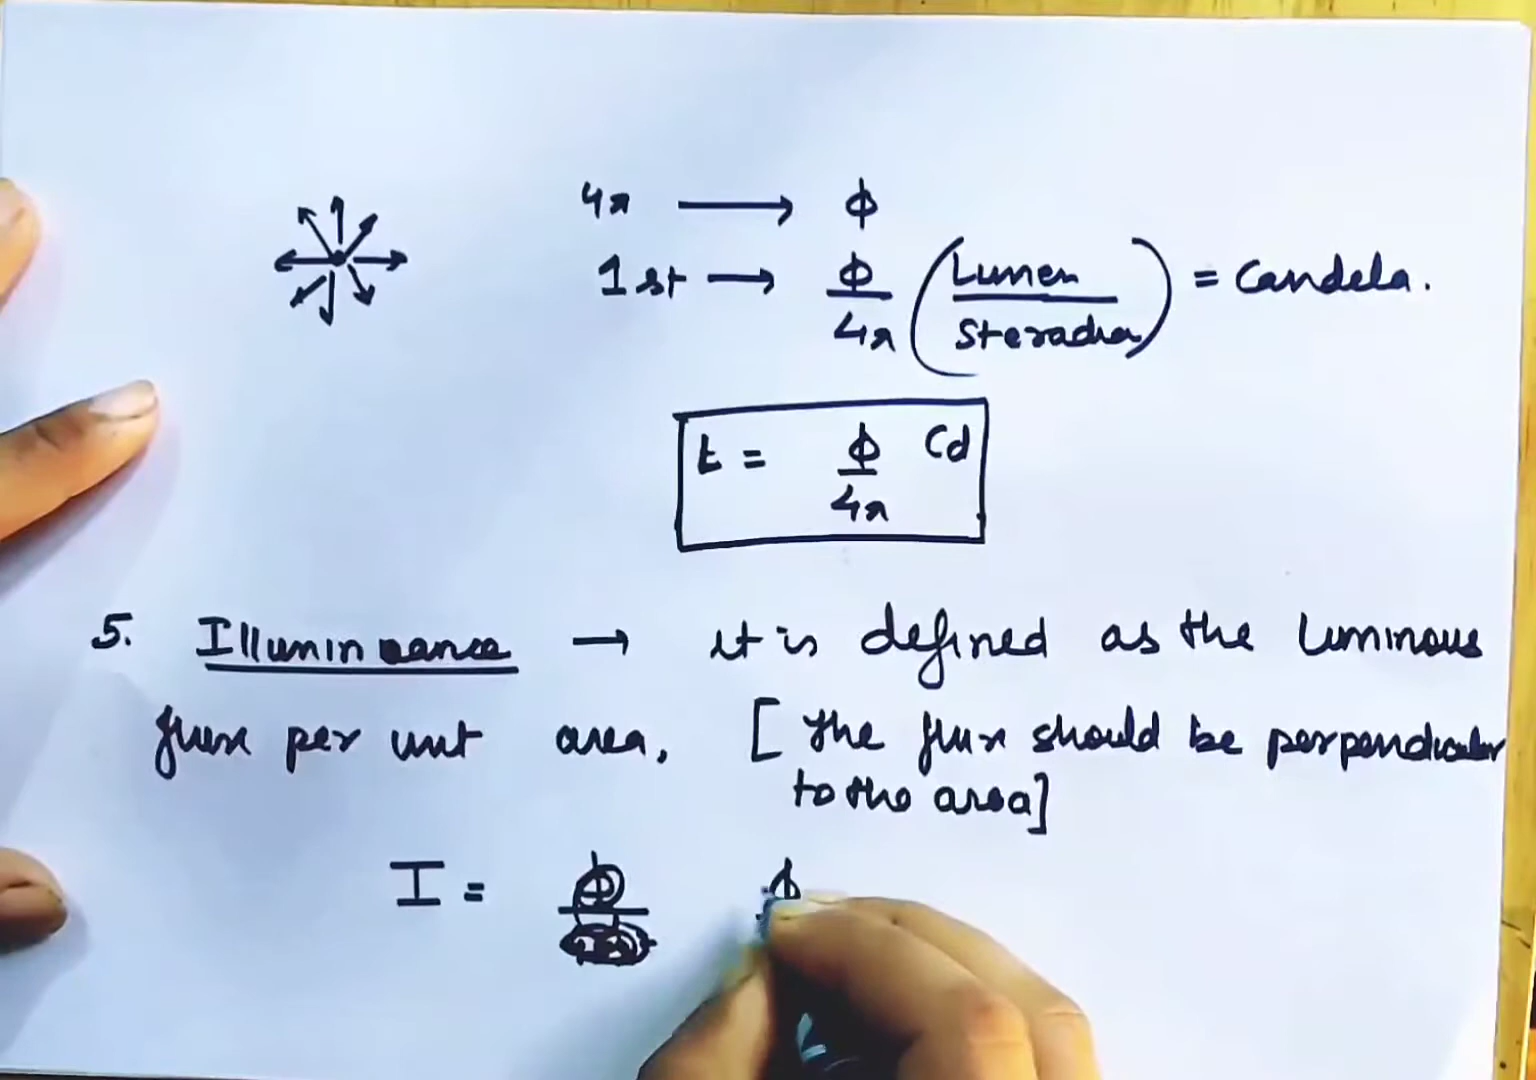 4π → ϕ
1 st → ϕ/4π (Lumen/Steradian) = Candela.
L = ϕ/4π Cd
5. Illuminance → it is defined as the luminous
flux per unit area. [the flux should be perpendicular
to the area]
I = ϕ